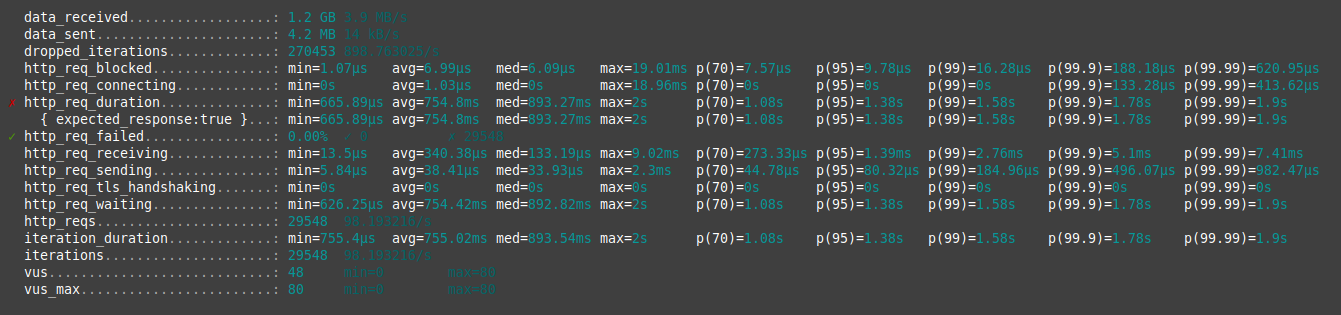 data_received..................: 1.2 GB 3.9 MB/s
data_sent......................: 4.2 MB 14 kB/s
dropped_iterations.............: 270453 898.763025/s
http_req_blocked...............: min=1.07µs avg=6.99µs med=6.09µs max=19.01ms p(70)=7.57µs p(95)=9.78µs p(99)=16.28µs p(99.9)=188.18µs p(99.99)=620.95µs
http_req_connecting............: min=0s avg=1.03µs med=0s max=18.96ms p(70)=0s p(95)=0s p(99)=0s p(99.9)=133.28µs p(99.99)=413.62µs
✗ http_req_duration..............: min=665.89µs avg=754.8ms med=893.27ms max=2s p(70)=1.08s p(95)=1.38s p(99)=1.58s p(99.9)=1.78s p(99.99)=1.9s
{ expected_response:true }...: min=665.89µs avg=754.8ms med=893.27ms max=2s p(70)=1.08s p(95)=1.38s p(99)=1.58s p(99.9)=1.78s p(99.99)=1.9s
✓ http_req_failed................: 0.00% ✓ 0 ✗ 29548
http_req_receiving.............: min=13.5µs avg=340.38µs med=133.19µs max=9.02ms p(70)=273.33µs p(95)=1.39ms p(99)=2.76ms p(99.9)=5.1ms p(99.99)=7.41ms
http_req_sending...............: min=5.84µs avg=38.41µs med=33.93µs max=2.3ms p(70)=44.78µs p(95)=80.32µs p(99)=184.96µs p(99.9)=496.07µs p(99.99)=982.47µs
http_req_tls_handshaking.......: min=0s avg=0s med=0s max=0s p(70)=0s p(95)=0s p(99)=0s p(99.9)=0s p(99.99)=0s
http_req_waiting...............: min=626.25µs avg=754.42ms med=892.82ms max=2s p(70)=1.08s p(95)=1.38s p(99)=1.58s p(99.9)=1.78s p(99.99)=1.9s
http_reqs......................: 29548 98.193216/s
iteration_duration.............: min=755.4µs avg=755.02ms med=893.54ms max=2s p(70)=1.08s p(95)=1.38s p(99)=1.58s p(99.9)=1.78s p(99.99)=1.9s
iterations.....................: 29548 98.193216/s
vus............................: 48 min=0 max=80
vus_max........................: 80 min=0 max=80